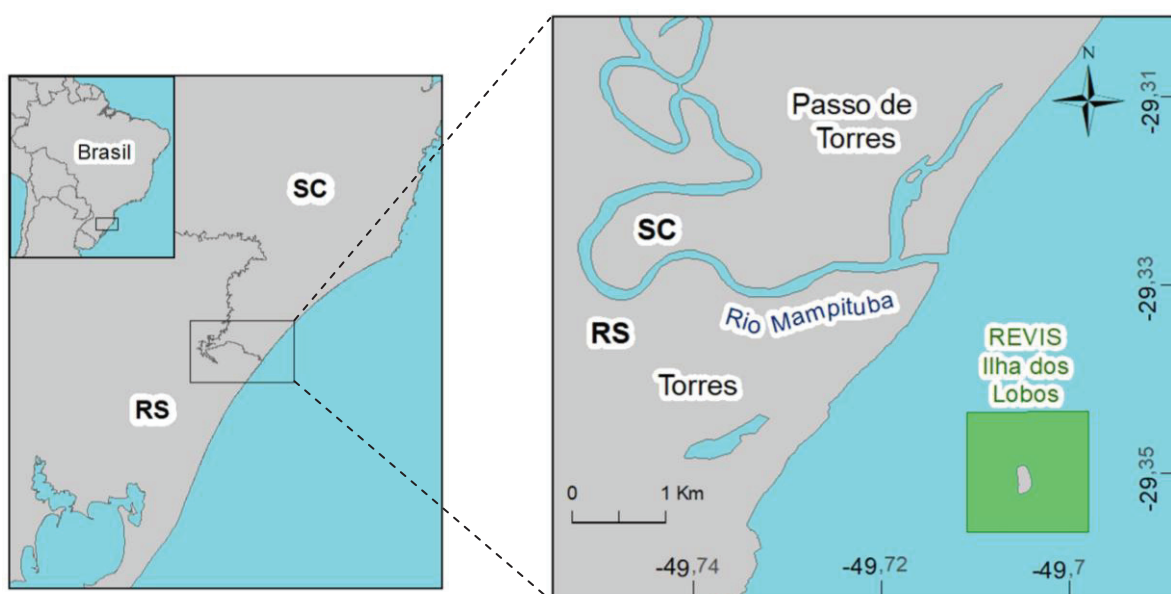 Brasil
SC
RS
N
Passo de
Torres
SC
Rio Mampituba
RS
Torres
REVIS
Ilha dos
Lobos
0 1 Km
-29,31
-29,33
-29,35
-49,74 -49,72 -49,7